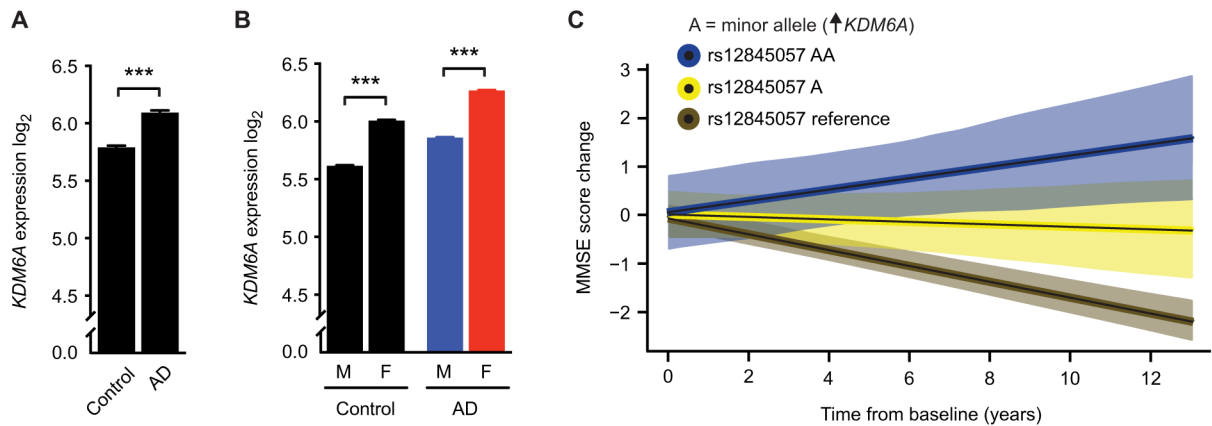 A
KDM6A expression log2
6.5
6.0
5.5
5.0
4.5
0.0
***
Control
AD
B
KDM6A expression log2
6.5
6.0
5.5
5.0
4.5
0.0
***
***
M F M F
Control AD
C
A = minor allele (↑KDM6A)
rs12845057 AA
rs12845057 A
rs12845057 reference
MMSE score change
3
2
1
0
−1
−2
0 2 4 6 8 10 12
Time from baseline (years)